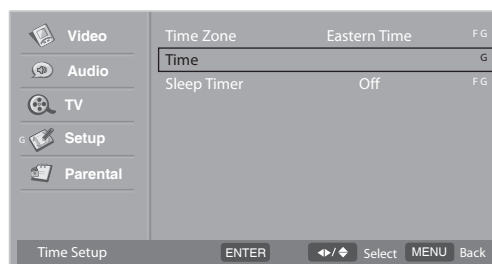 Video
Audio
TV
G Setup
Parental
Time Zone Eastern Time F G
Time G
Sleep Timer Off F G
Time Setup ENTER / Select MENU Back